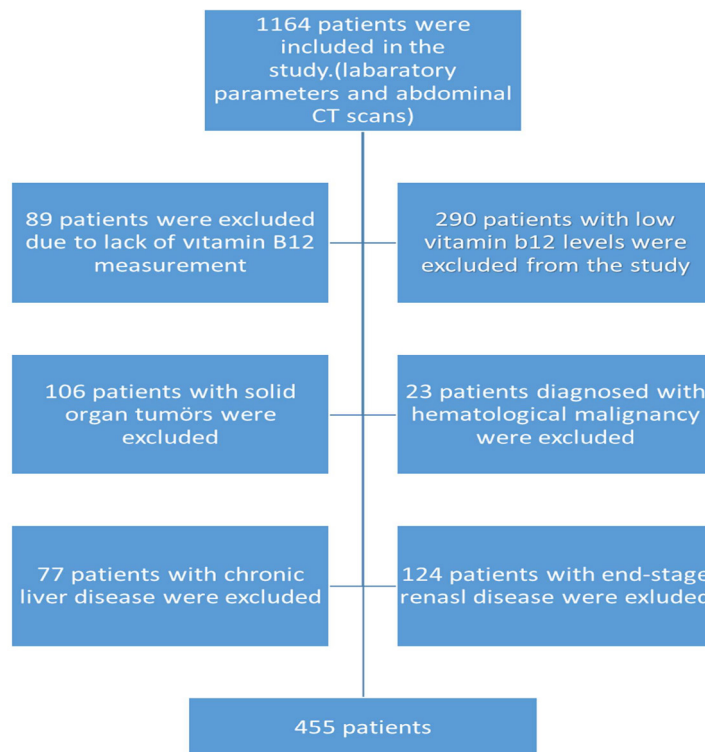 1164 patients were
included in the
study.(labaratory
parameters and abdominal
CT scans)
89 patients were excluded
due to lack of vıtamin B12
measurement
290 patients with low
vitamin b12 levels were
excluded from the study
106 patients with solid
organ tumörs were
excluded
23 patients diagnosed with
hematological malignancy
were excluded
77 patients with chronic
liver disease were excluded
124 patients with end-stage
renasl disease were exluded
455 patients